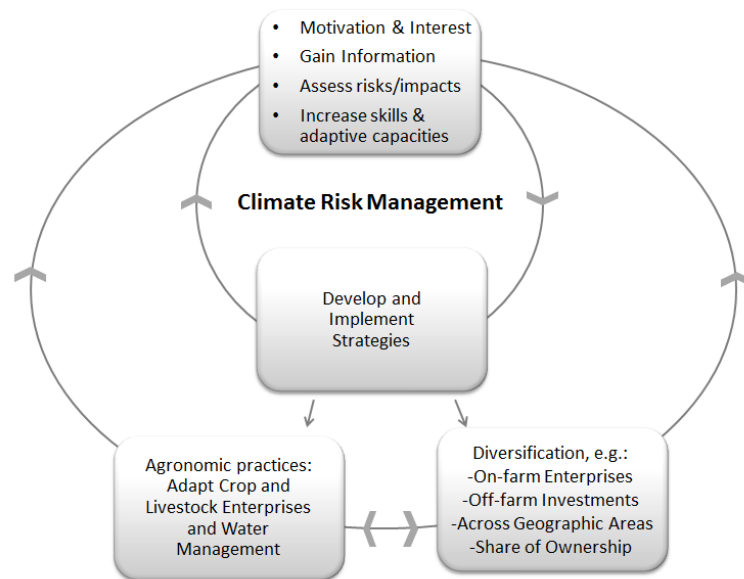 • Motivation & Interest
• Gain Information
• Assess risks/impacts
• Increase skills &
adaptive capacities
Climate Risk Management
Develop and
Implement
Strategies
Agronomic practices:
Adapt Crop and
Livestock Enterprises
and Water
Management
Diversification, e.g.:
-On-farm Enterprises
-Off-farm Investments
-Across Geographic Areas
-Share of Ownership